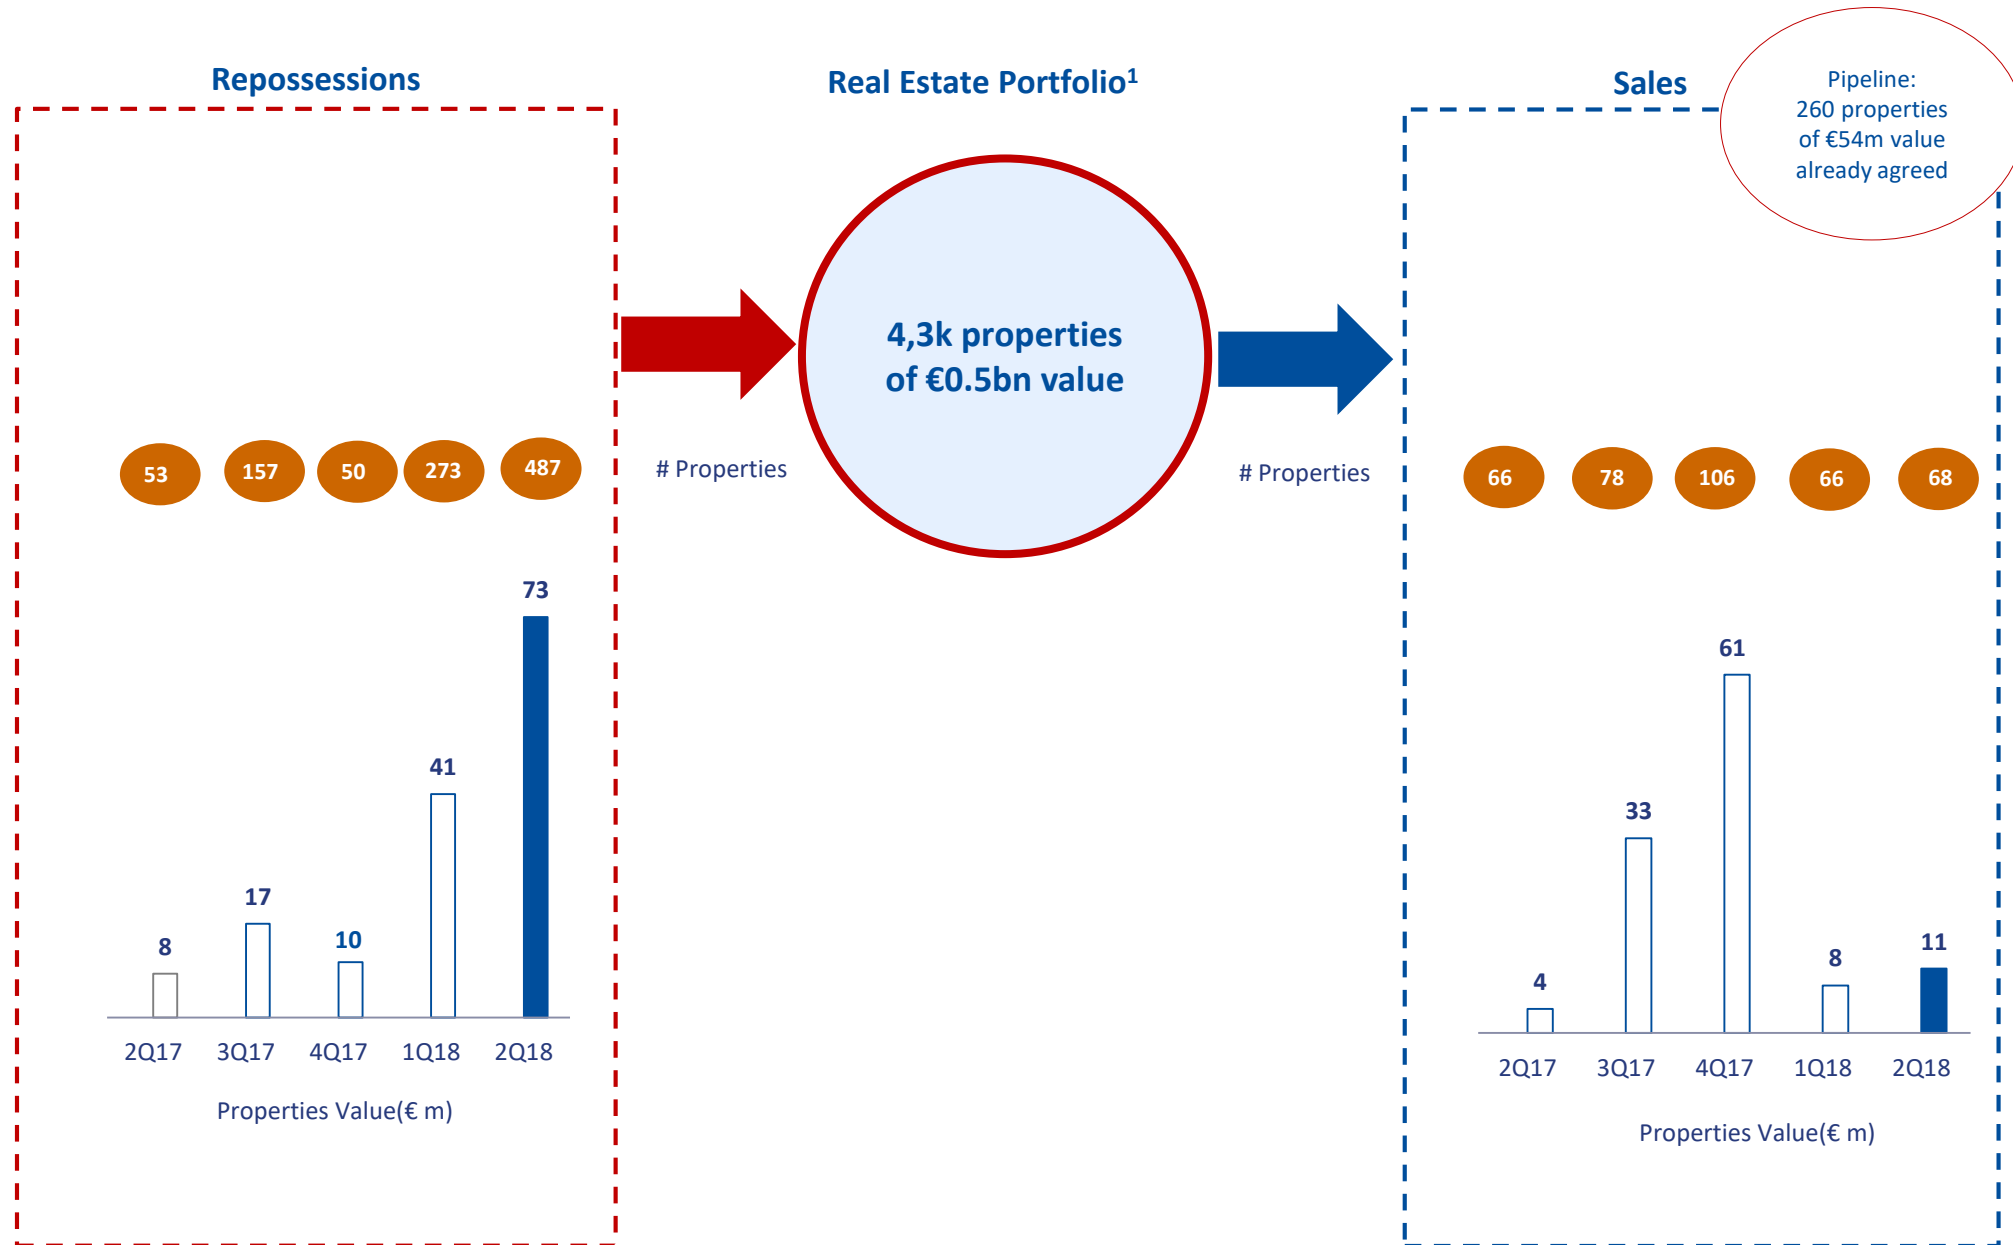 Repossessions
53 157 50 273 487
# Properties
73
41
17
10
8
2Q17 3Q17 4Q17 1Q18 2Q18
Properties Value(€ m)
Real Estate Portfolio1
4,3k properties
of €0.5bn value
Sales
Pipeline:
260 properties
of €54m value
already agreed
# Properties
66 78 106 66 68
61
33
11
8
4
2Q17 3Q17 4Q17 1Q18 2Q18
Properties Value(€ m)